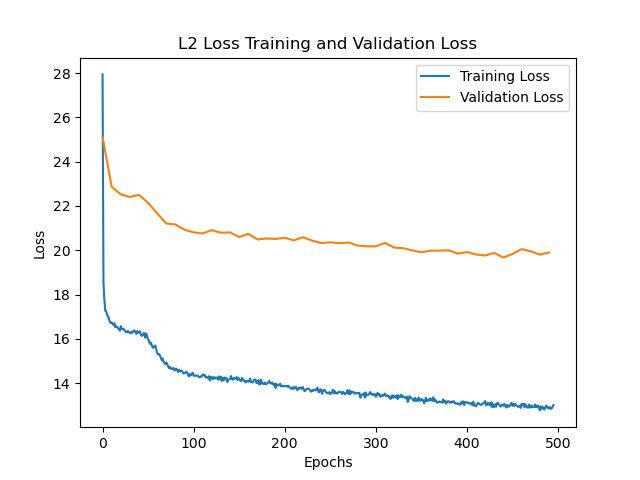 L2 Loss Training and Validation Loss
Training Loss
Validation Loss
28
26
24
22
20
18
16
14
Loss
0 100 200 300 400 500
Epochs